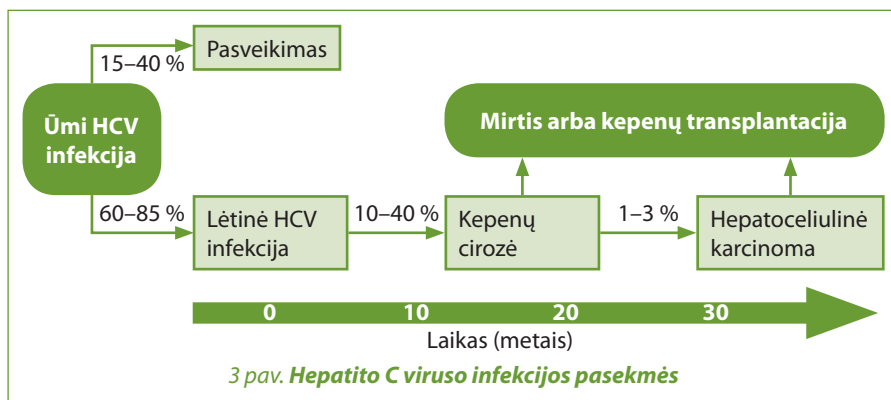 15–40 %
Pasveikimas
Ūmi HCV
infekcija
Mirtis arba kepenų transplantacija
60–85 %
Lėtinė HCV
infekcija
10–40 %
Kepenų
cirozė
1–3 %
Hepatoceliulinė
karcinoma
0 10 20 30
Laikas (metais)
3 pav. Hepatito C viruso infekcijos pasekmės